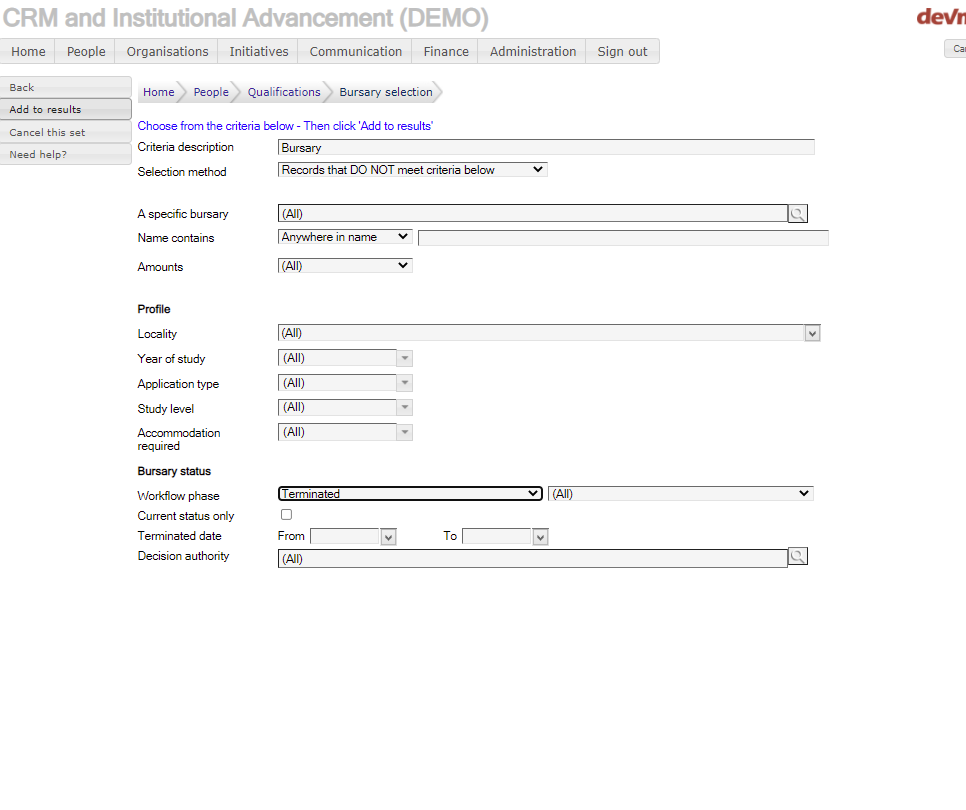 CRM and Institutional Advancement (DEMO)
Home People Organisations Initiatives Communication Finance Administration Sign out
Back
Add to results
Cancel this set
Need help?
Home People Qualifications Bursary selection
Choose from the criteria below - Then click 'Add to results'
Criteria description Bursary
Selection method Records that DO NOT meet criteria below
A specific bursary (All)
Name contains Anywhere in name
Amounts (All)
Profile
Locality (All)
Year of study (All)
Application type (All)
Study level (All)
Accommodation
required (All)
Bursary status
Workflow phase Terminated (All)
Current status only
Terminated date From To
Decision authority (All)